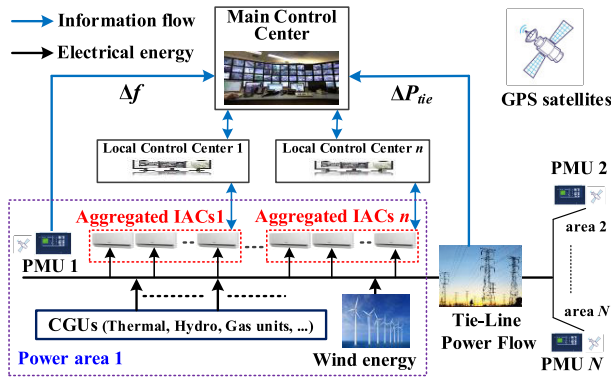 Information flow
Electrical energy
Main Control
Center
GPS satellites
Δf
ΔP_tie
Local Control Center 1
Local Control Center n
PMU 2
Aggregated IACs1
Aggregated IACs n
area 2
PMU 1
area N
CGUs (Thermal, Hydro, Gas units, ...)
Tie-Line
Power Flow
Power area 1
Wind energy
PMU N